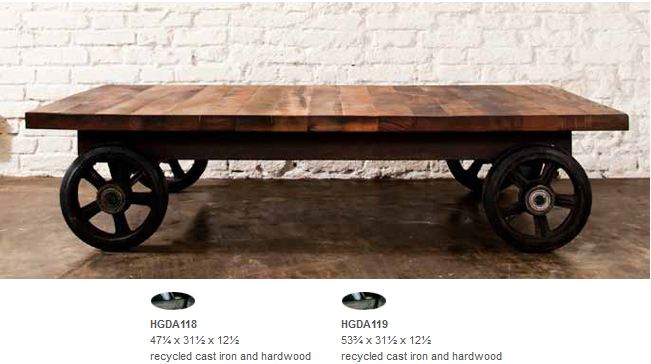 HGDA118
47¼ x 31½ x 12½
recycled cast iron and hardwood
HGDA119
53¾ x 31½ x 12½
recycled cast iron and hardwood